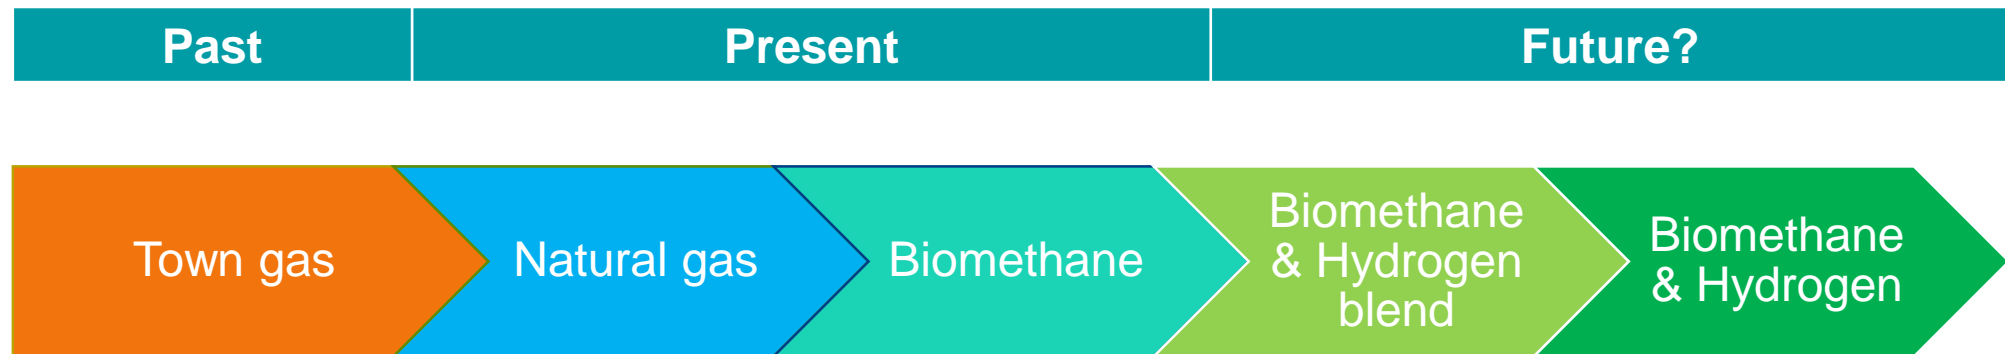 Past
Present
Future?
Town gas
Natural gas
Biomethane
Biomethane
& Hydrogen
blend
Biomethane
& Hydrogen